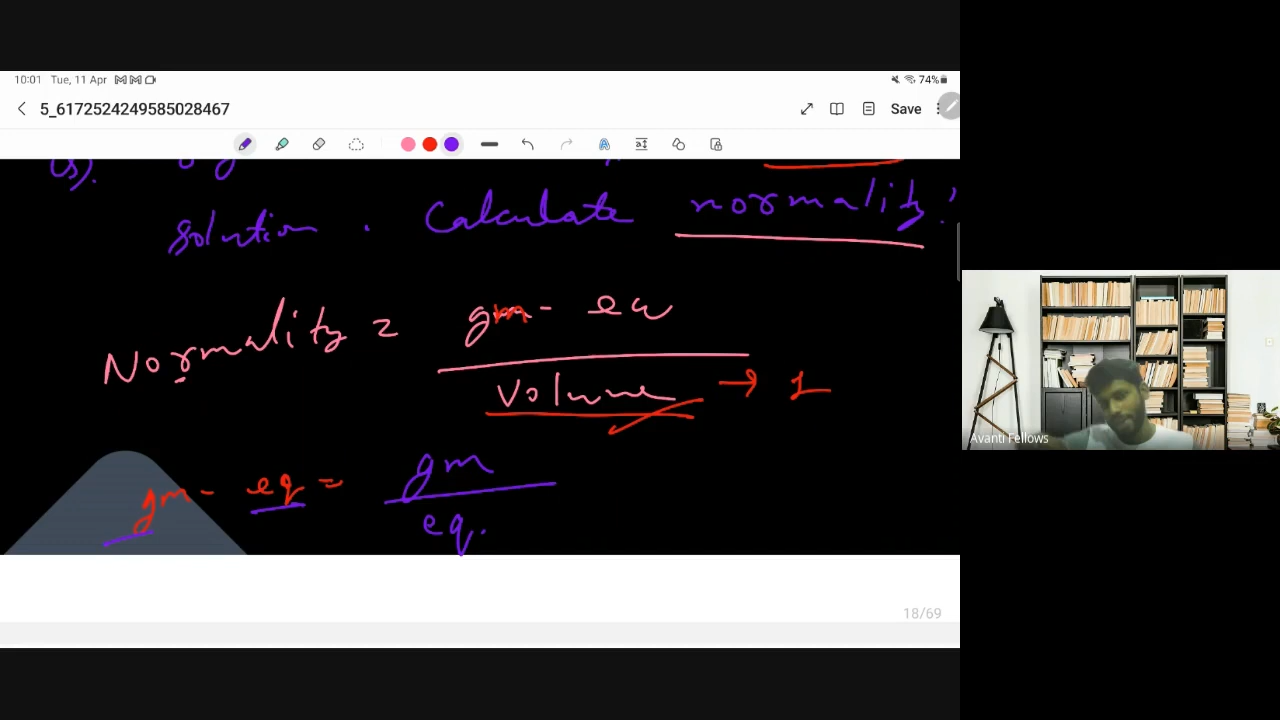 10:01 Tue, 11 Apr 74%
5_6172524249585028467
Save
(s).
solution. Calculate normality?
Normality = gm- eq
Volume → 1
gm- eq = gm
eq.
18/69
Avanti Fellows